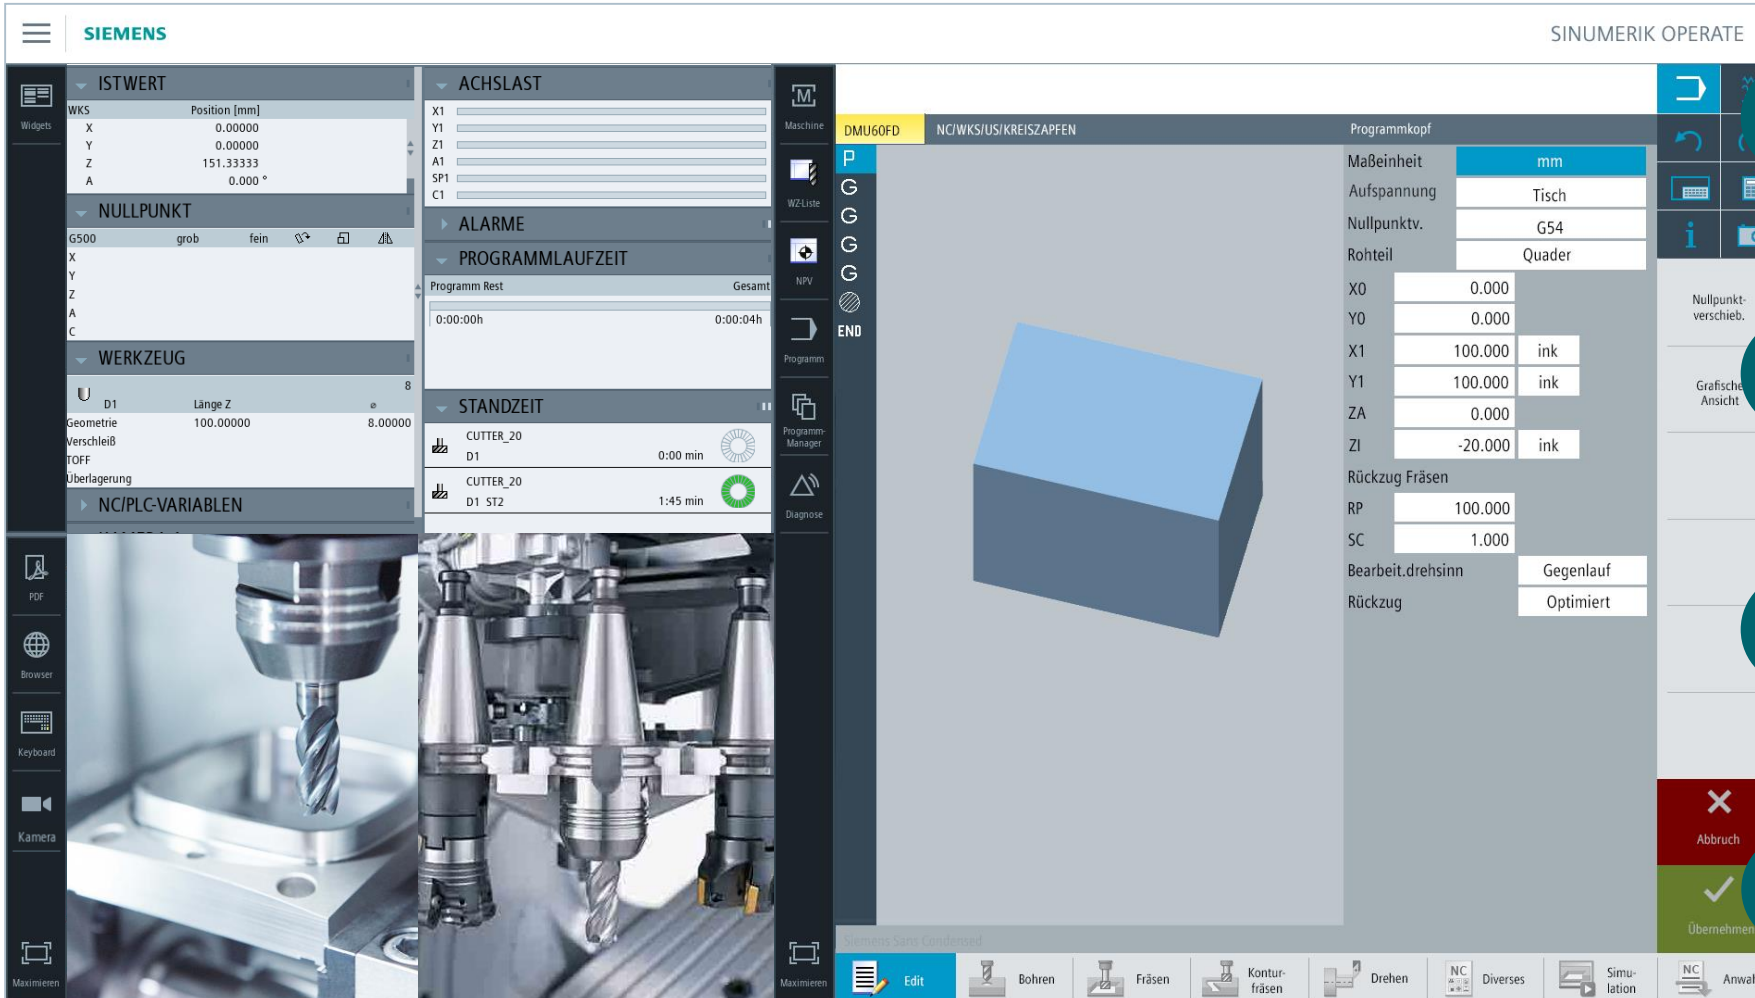 SIEMENS
SINUMERIK OPERATE
Widgets
ISTWERT
WKS Position [mm]
X 0.00000
Y 0.00000
Z 151.33333
A 0.000 °
NULLPUNKT
G500 grob fein
X
Y
Z
A
C
WERKZEUG
8
D1 Länge Z ⌀
Geometrie 100.00000 8.00000
Verschleiß
TOFF
Überlagerung
NC/PLC-VARIABLEN
ACHSLAST
X1
Y1
Z1
A1
SP1
C1
ALARME
PROGRAMMLAUFZEIT
Programm Rest Gesamt
0:00:00h 0:00:04h
STANDZEIT
CUTTER_20
D1 0:00 min
CUTTER_20
D1 ST2 1:45 min
PDF
Browser
Keyboard
Kamera
Maximieren
M
Maschine
WZ-Liste
NPV
Programm
Programm-
Manager
Diagnose
Maximieren
DMU60FD NC/WKS/US/KREISZAPFEN Programmkopf
P
G
G
G
G
END
Maßeinheit mm
Aufspannung Tisch
Nullpunktv. G54
Rohteil Quader
X0 0.000
Y0 0.000
X1 100.000 ink
Y1 100.000 ink
ZA 0.000
ZI -20.000 ink
Rückzug Fräsen
RP 100.000
SC 1.000
Bearbeit.drehsinn Gegenlauf
Rückzug Optimiert
Siemens Sans Condensed
i
Nullpunkt-
verschieb.
Grafische
Ansicht
Abbruch
Übernehmen
Edit
Bohren
Fräsen
Kontur-
fräsen
Drehen
NC
Diverses
Simu-
lation
NC